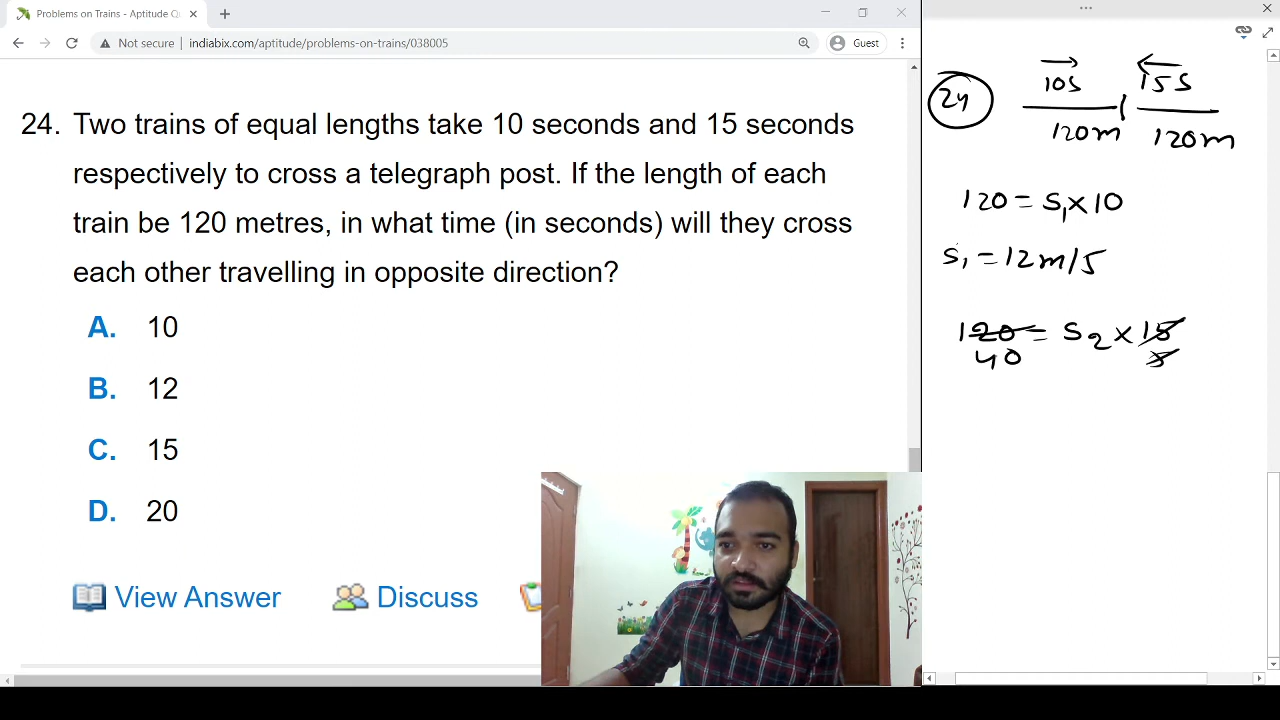 Problems on Trains - Aptitude Q
Not secure | indiabix.com/aptitude/problems-on-trains/038005
Guest
24. Two trains of equal lengths take 10 seconds and 15 seconds
respectively to cross a telegraph post. If the length of each
train be 120 metres, in what time (in seconds) will they cross
each other travelling in opposite direction?
A. 10
B. 12
C. 15
D. 20
View Answer
Discuss
24
10s 15s
120m 120m
120 = S₁ × 10
S₁ = 12m/s
120 = S₂ × 15
40 5